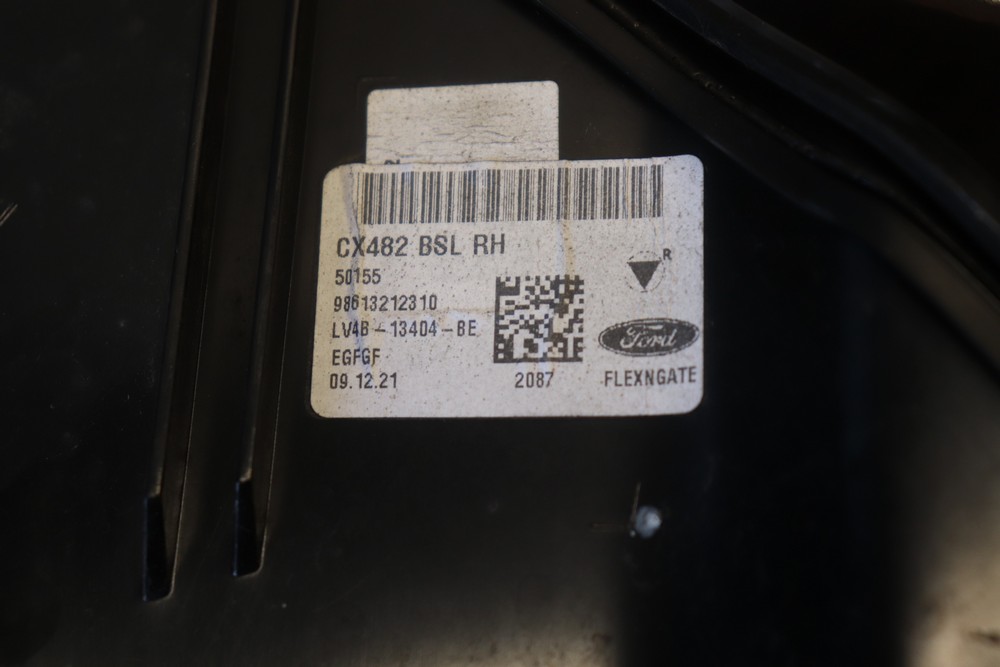 CX482 BSL RH
50155
98613212310
LV4B-13404-BE
EGFGF
09.12.21
2087
R
Ford
FLEXNGATE